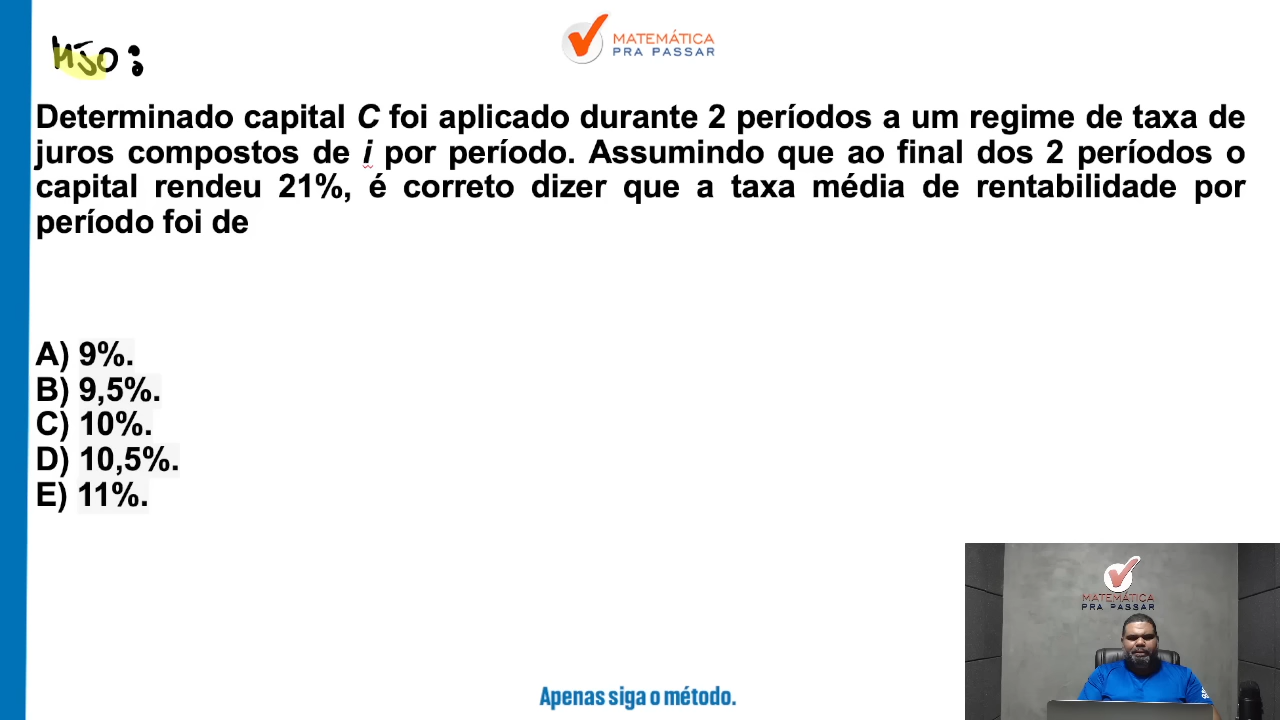 MJO:
MATEMÁTICA
PRA PASSAR
Determinado capital C foi aplicado durante 2 períodos a um regime de taxa de
juros compostos de i por período. Assumindo que ao final dos 2 períodos o
capital rendeu 21%, é correto dizer que a taxa média de rentabilidade por
período foi de
A) 9%.
B) 9,5%.
C) 10%.
D) 10,5%.
E) 11%.
MATEMÁTICA
PRA PASSAR
Apenas siga o método.